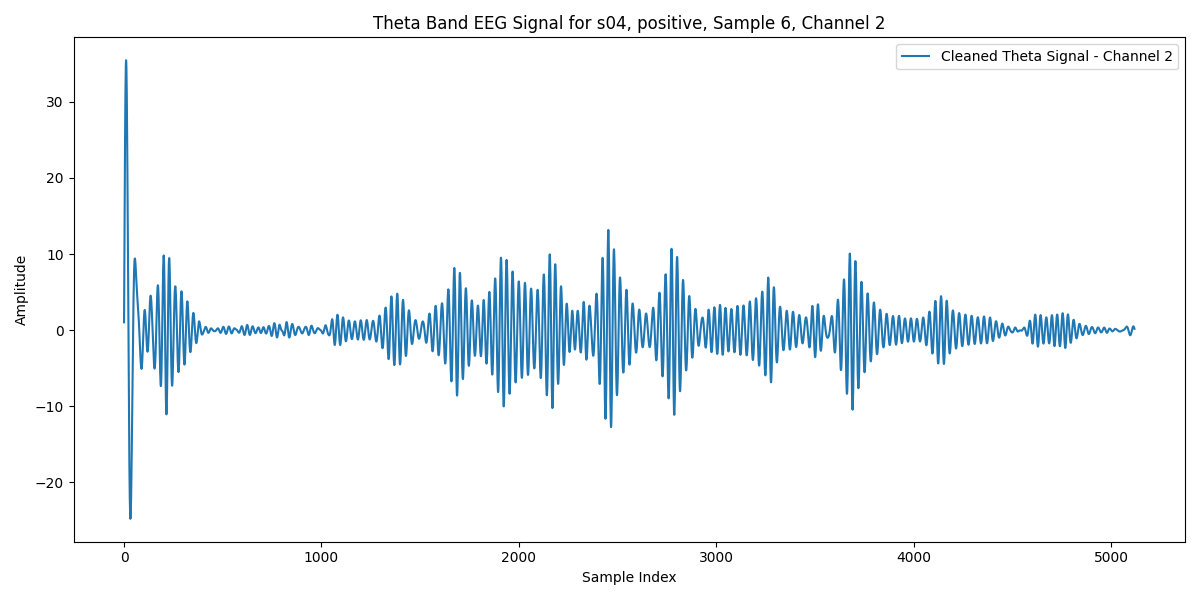 Theta Band EEG Signal for s04, positive, Sample 6, Channel 2
Cleaned Theta Signal - Channel 2
Amplitude
30
20
10
0
−10
−20
0 1000 2000 3000 4000 5000
Sample Index